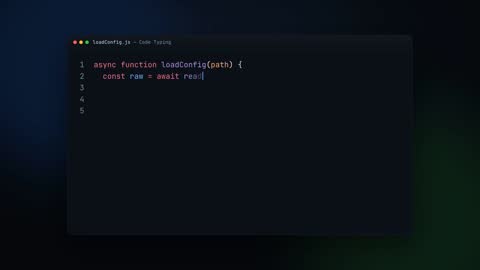 loadConfig.js — Code Typing
1 async function loadConfig(path) {
2 const raw = await read
3
4
5